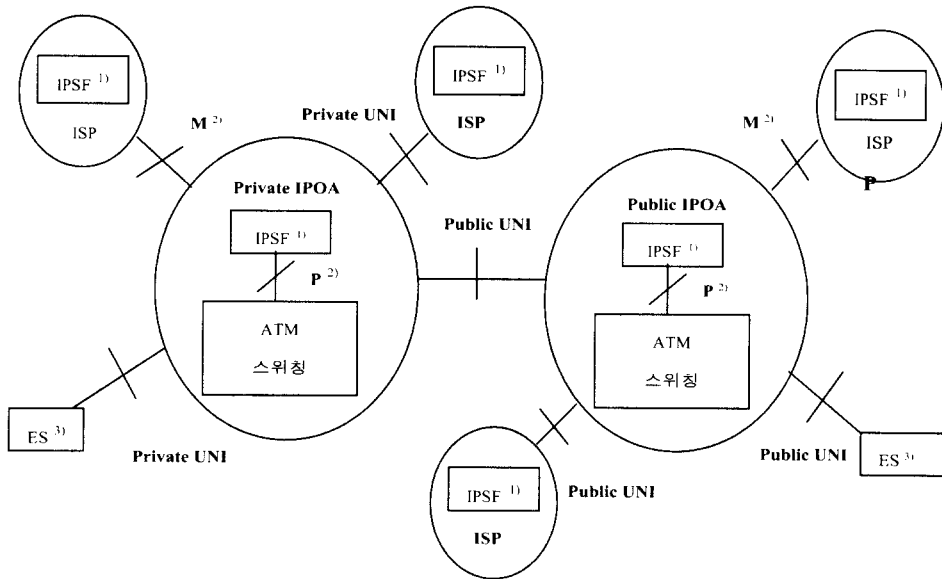 IPSF 1)
ISP
M 2)
Private UNI
IPSF 1)
ISP
M 2)
IPSF 1)
ISP
P
Private IPOA
IPSF 1)
P 2)
ATM
스위칭
Public UNI
Public IPOA
IPSF 1)
P 2)
ATM
스위칭
ES 3)
Private UNI
IPSF 1)
ISP
Public UNI
Public UNI
ES 3)